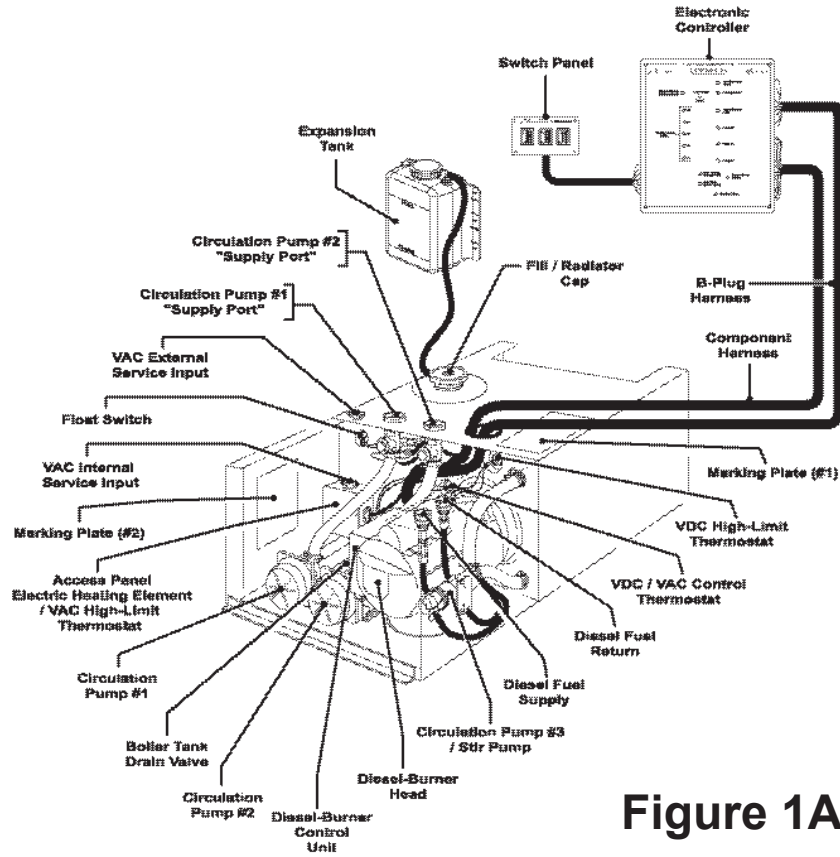 Electronic
Controller
Switch Panel
Expansion
Tank
Circulation Pump #2
"Supply Port"
Fill / Radiator
Cap
B-Plug
Harness
Circulation Pump #1
"Supply Port"
Component
Harness
VAC External
Service Input
Float Switch
VAC Internal
Service Input
Marking Plate (#1)
Marking Plate (#2)
VDC High-Limit
Thermostat
Access Panel
Electric Heating Element
/ VAC High-Limit
Thermostat
VDC / VAC Control
Thermostat
Diesel Fuel
Return
Circulation
Pump #1
Diesel Fuel
Supply
Boiler Tank
Drain Valve
Circulation Pump #3
/ Stir Pump
Circulation
Pump #2
Diesel-Burner
Head
Diesel-Burner
Control
Unit
Figure 1A